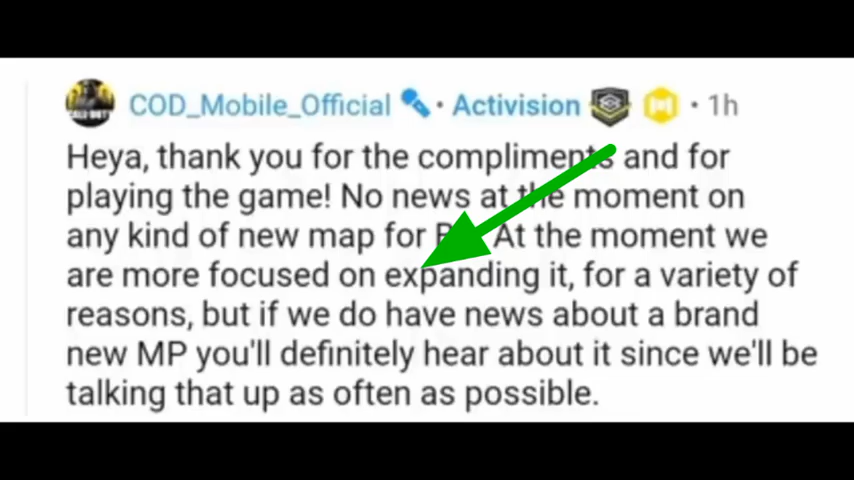 COD_Mobile_Official · Activision · 1h
Heya, thank you for the compliments and for
playing the game! No news at the moment on
any kind of new map for At the moment we
are more focused on expanding it, for a variety of
reasons, but if we do have news about a brand
new MP you'll definitely hear about it since we'll be
talking that up as often as possible.